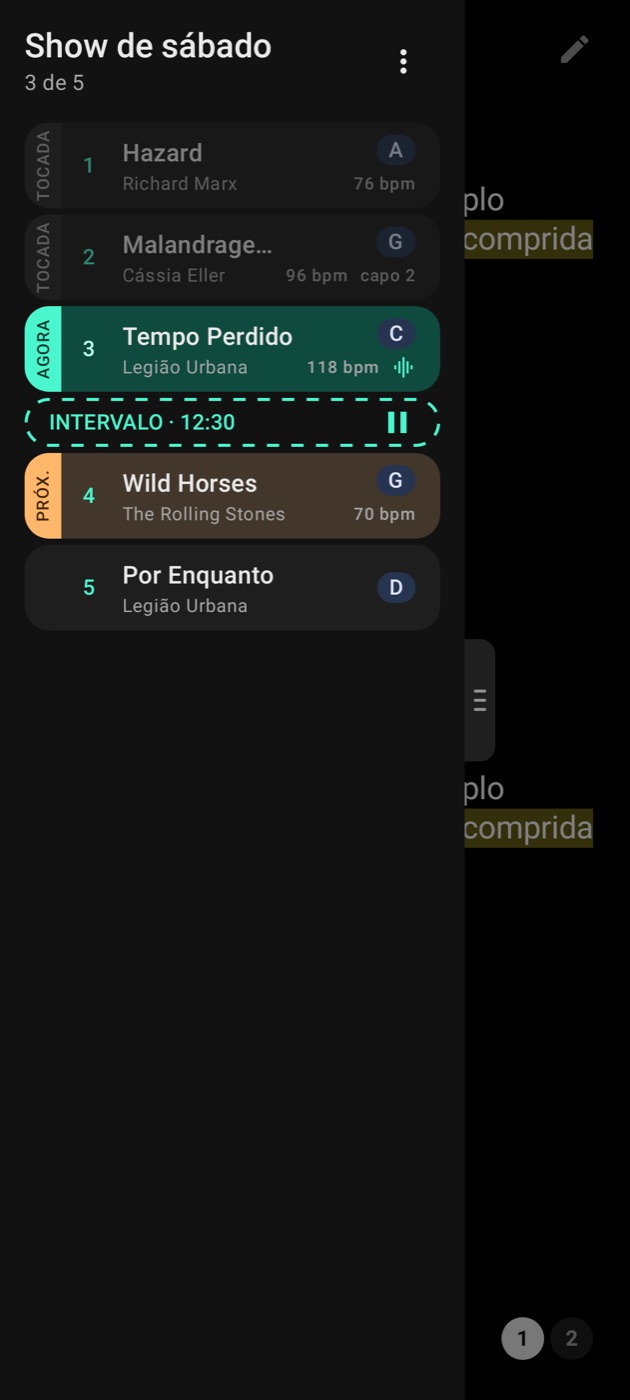 Show de sábado
3 de 5
TOCADA
1
Hazard
A
Richard Marx
76 bpm
TOCADA
2
Malandrage…
G
Cássia Eller
96 bpm capo 2
AGORA
3
Tempo Perdido
C
Legião Urbana
118 bpm
INTERVALO · 12:30
PRÓX.
4
Wild Horses
G
The Rolling Stones
70 bpm
5
Por Enquanto
D
Legião Urbana
plo
comprida
plo
comprida
1 2